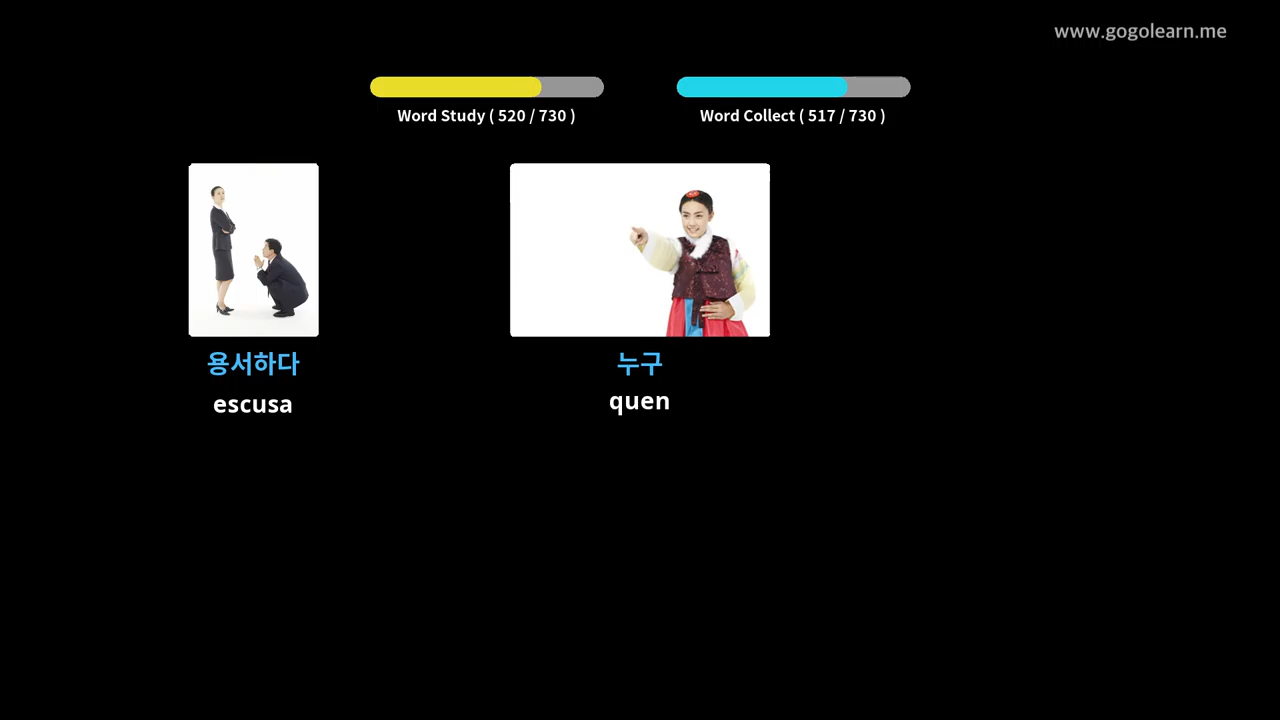 www.gogolearn.me
Word Study ( 520 / 730 )
Word Collect ( 517 / 730 )
용서하다
escusa
누구
quen